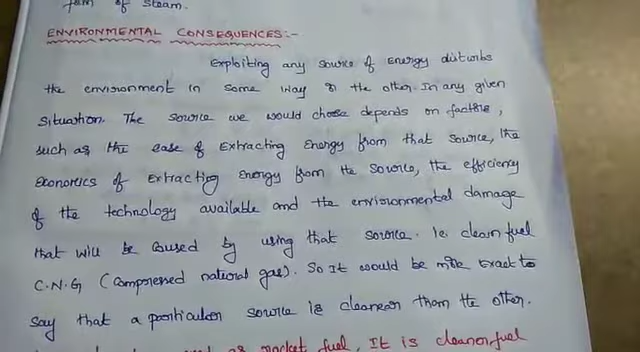 form of steam.
ENVIRONMENTAL CONSEQUENCES:-
Exploiting any source of Energy disturbs
the environment in some way or the other. In any given
situation. The source we would choose depends on factors,
such as the ease of Extracting Energy from that source, the
Economics of Extracting Energy from the source, the efficiency
of the technology available and the environmental damage
that will be caused by using that source. Ie. clean fuel
C.N.G (Compressed natural gas). So It would be more Exact to
say that a particular source is cleaner than the other.
as rocket fuel. It is cleaner fuel